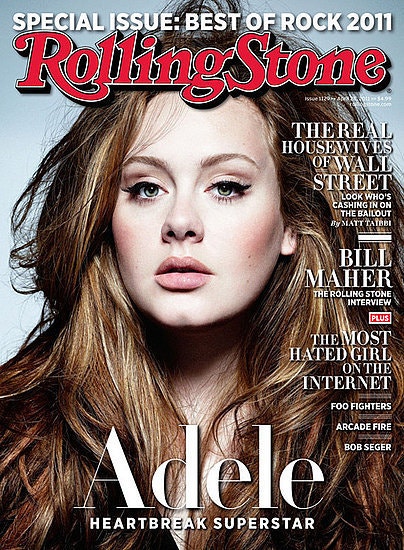 SPECIAL ISSUE: BEST OF ROCK 2011
RollingStone
rollingstone.com
THE REAL
HOUSEWIVES
OF WALL
STREET
LOOK WHO'S
CASHING IN ON
THE BAILOUT
By MATT TAIBBI
BILL
MAHER
THE ROLLING STONE
INTERVIEW
PLUS
THE MOST
HATED GIRL
ON THE
INTERNET
FOO FIGHTERS
ARCADE FIRE
BOB SEGER
Adele
HEARTBREAK SUPERSTAR